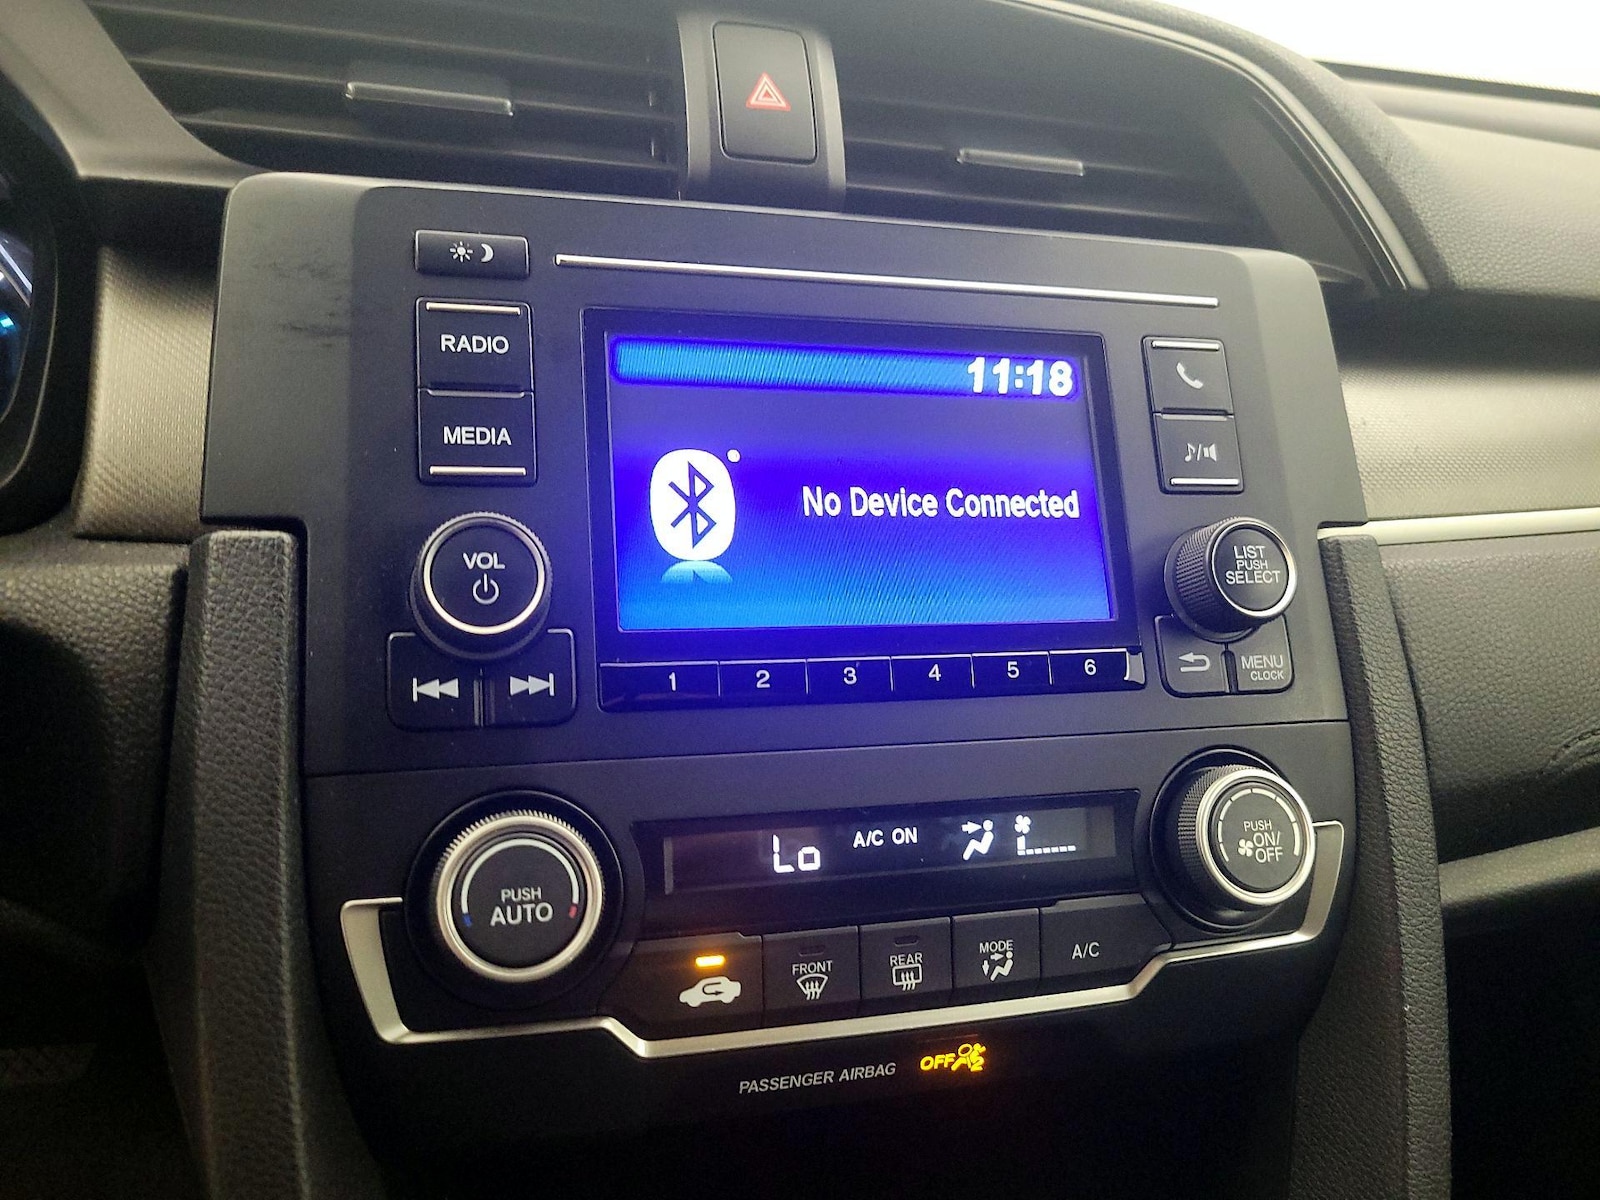 RADIO
MEDIA
11:18
No Device Connected
VOL
LIST
PUSH
SELECT
1 2 3 4 5 6
MENU
CLOCK
Lo A/C ON
PUSH
AUTO
PUSH
ON/
OFF
FRONT
REAR
MODE
A/C
PASSENGER AIRBAG OFF